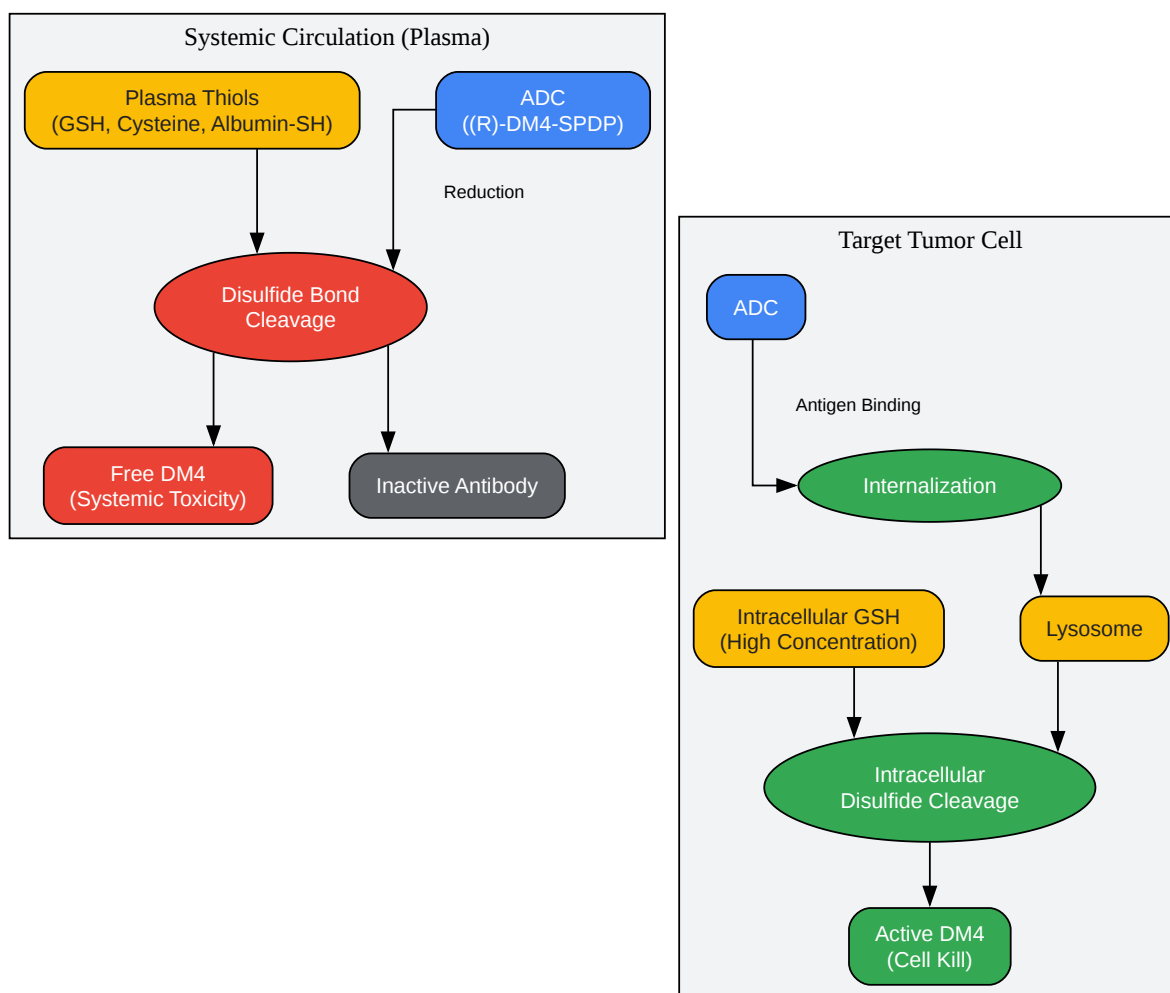 Systemic Circulation (Plasma)
Plasma Thiols
(GSH, Cysteine, Albumin-SH)
ADC
((R)-DM4-SPDP)
Reduction
Disulfide Bond
Cleavage
Free DM4
(Systemic Toxicity)
Inactive Antibody
Target Tumor Cell
ADC
Antigen Binding
Internalization
Intracellular GSH
(High Concentration)
Lysosome
Intracellular
Disulfide Cleavage
Active DM4
(Cell Kill)